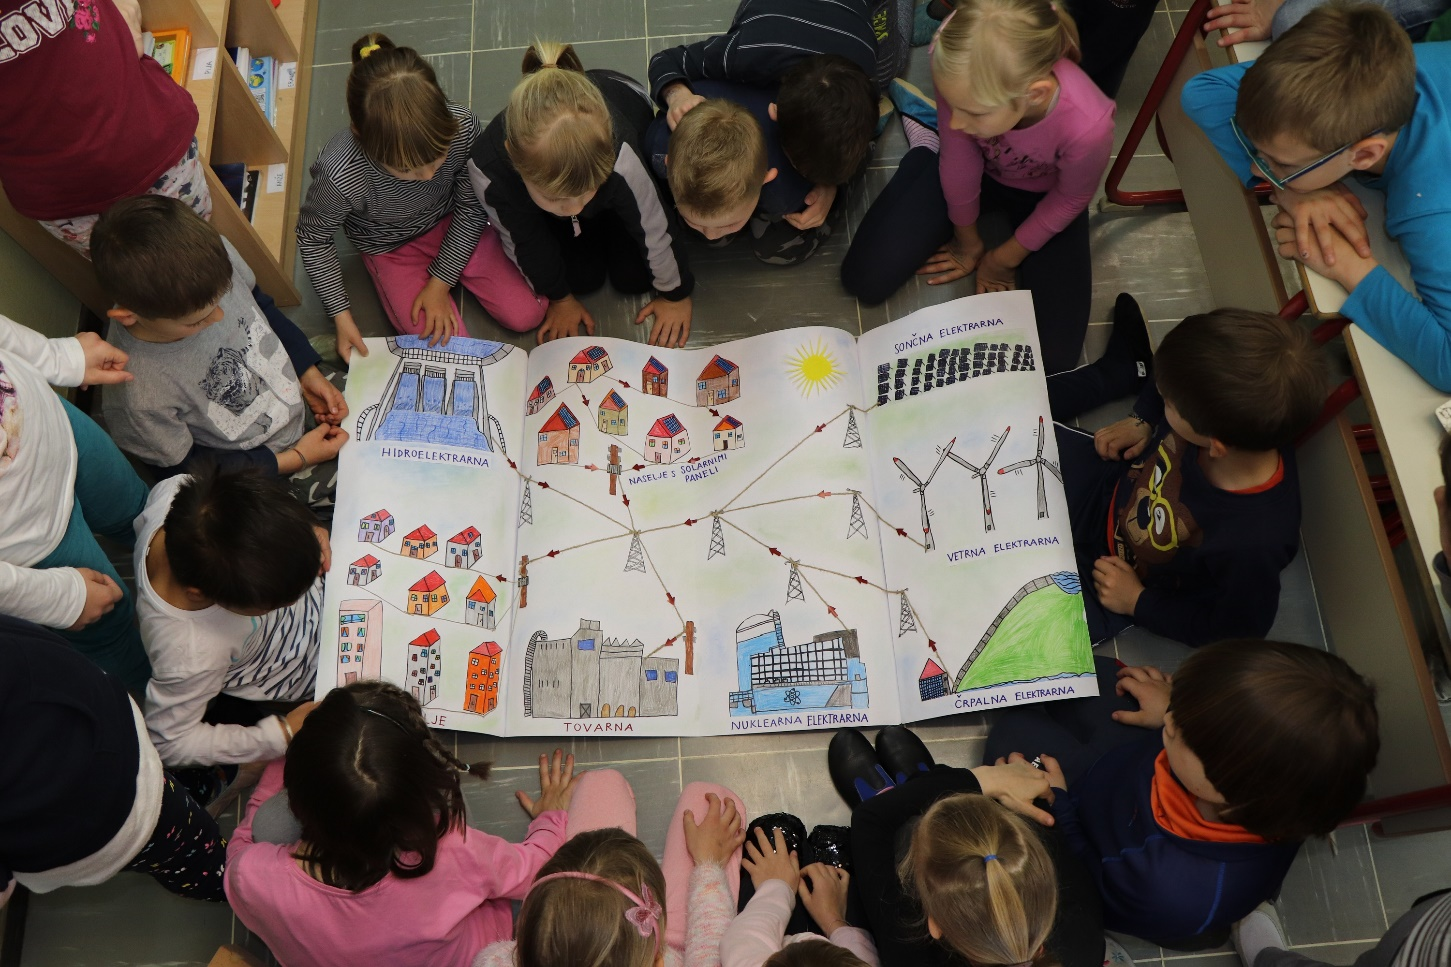 HIDROELEKTRARNA
NASELJE S SOLARNIMI
PANELI
SONČNA ELEKTRARNA
VETRNA ELEKTRARNA
ČRPALNA ELEKTRARNA
TOVARNA
NUKLEARNA ELEKTRARNA